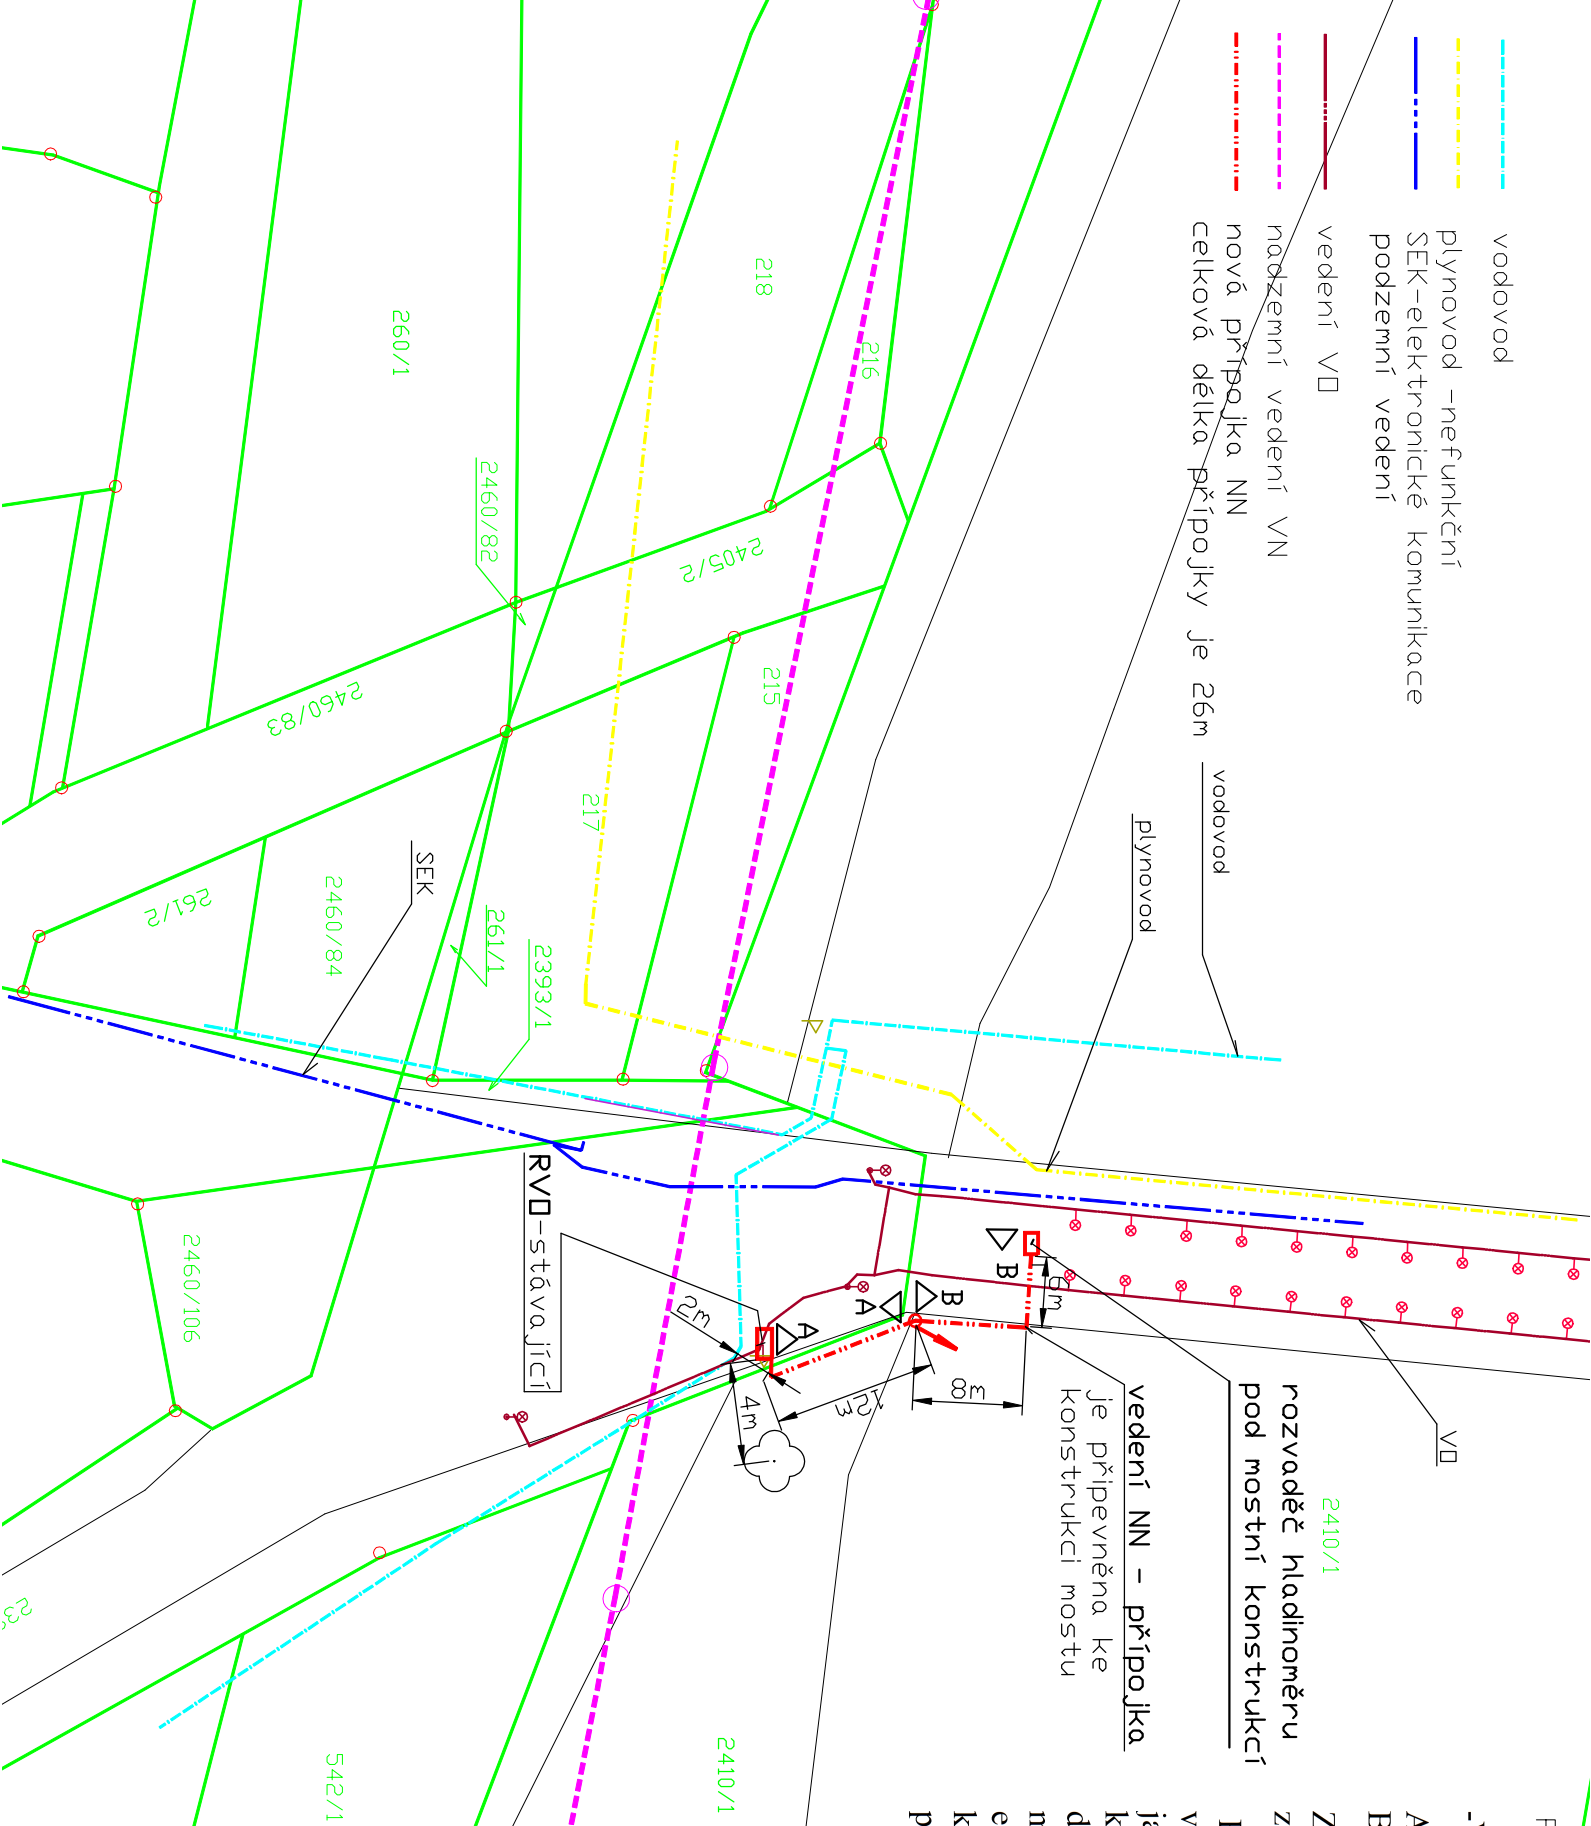 vodovod
plynovod -nefunkční
SEK-elektronické komunikace
podzemní vedení
vedení VO
nadzemní vedení VN
nová přípojka NN
celková délka přípojky je 26m
vodovod
plynovod
218
216
260/1
2460/82
2405/2
2460/83
215
217
SEK
261/2
2460/84
261/1
2393/1
RVO-stávající
2460/106
B
B
A
A
6m
2m
4m
12m
8m
VO
2410/1
rozvaděč hladinoměru
pod mostní konstrukcí
vedení NN - přípojka
je připevněna ke
konstrukci mostu
2410/1
542/1